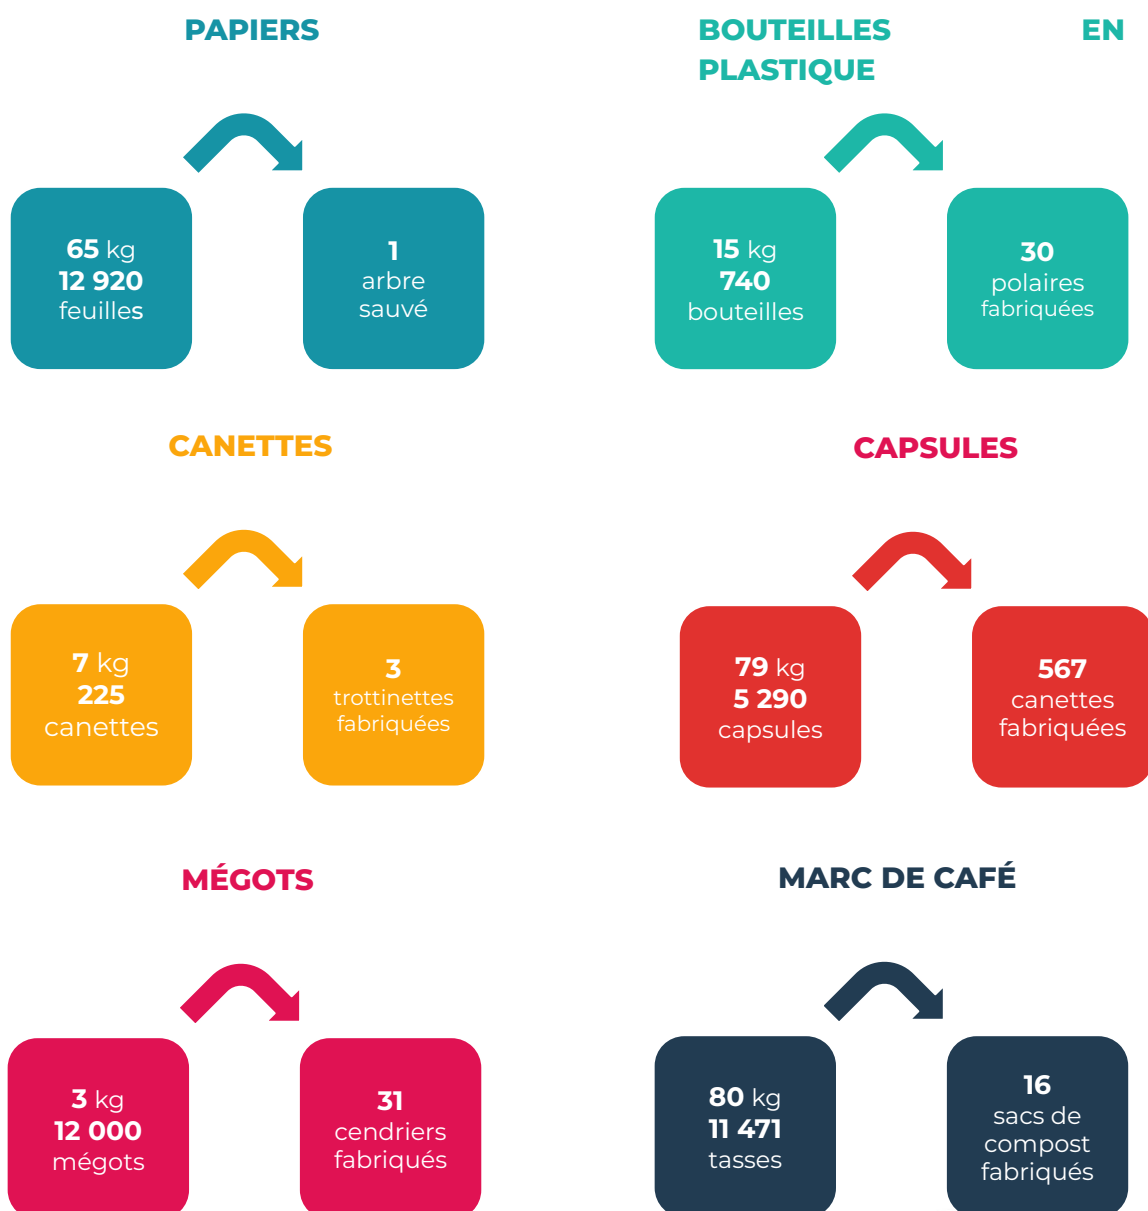 PAPIERS
BOUTEILLES EN
PLASTIQUE
65 kg
12 920
feuilles
1
arbre
sauvé
15 kg
740
bouteilles
30
polaires
fabriquées
CANETTES
CAPSULES
7 kg
225
canettes
3
trottinettes
fabriquées
79 kg
5 290
capsules
567
canettes
fabriquées
MÉGOTS
MARC DE CAFÉ
3 kg
12 000
mégots
31
cendriers
fabriqués
80 kg
11 471
tasses
16
sacs de
compost
fabriqués